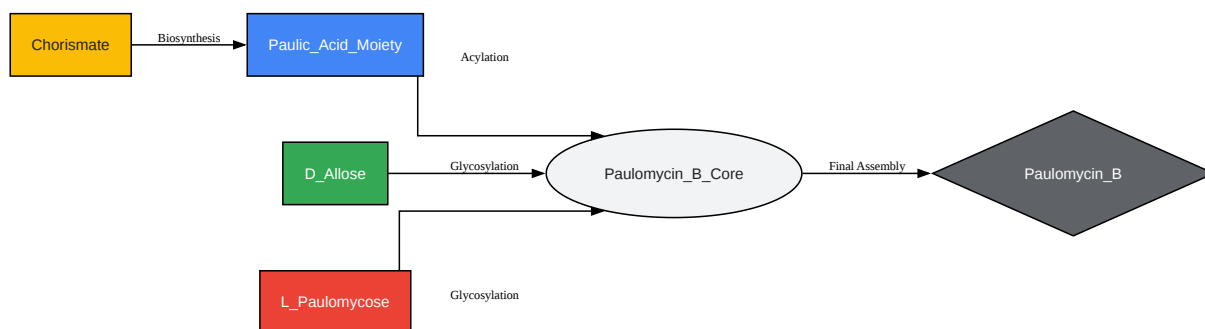 Chorismate
Biosynthesis
Paulic_Acid_Moiety
Acylation
D_Allose
Glycosylation
Paulomycin_B_Core
Final Assembly
Paulomycin_B
L_Paulomycose
Glycosylation